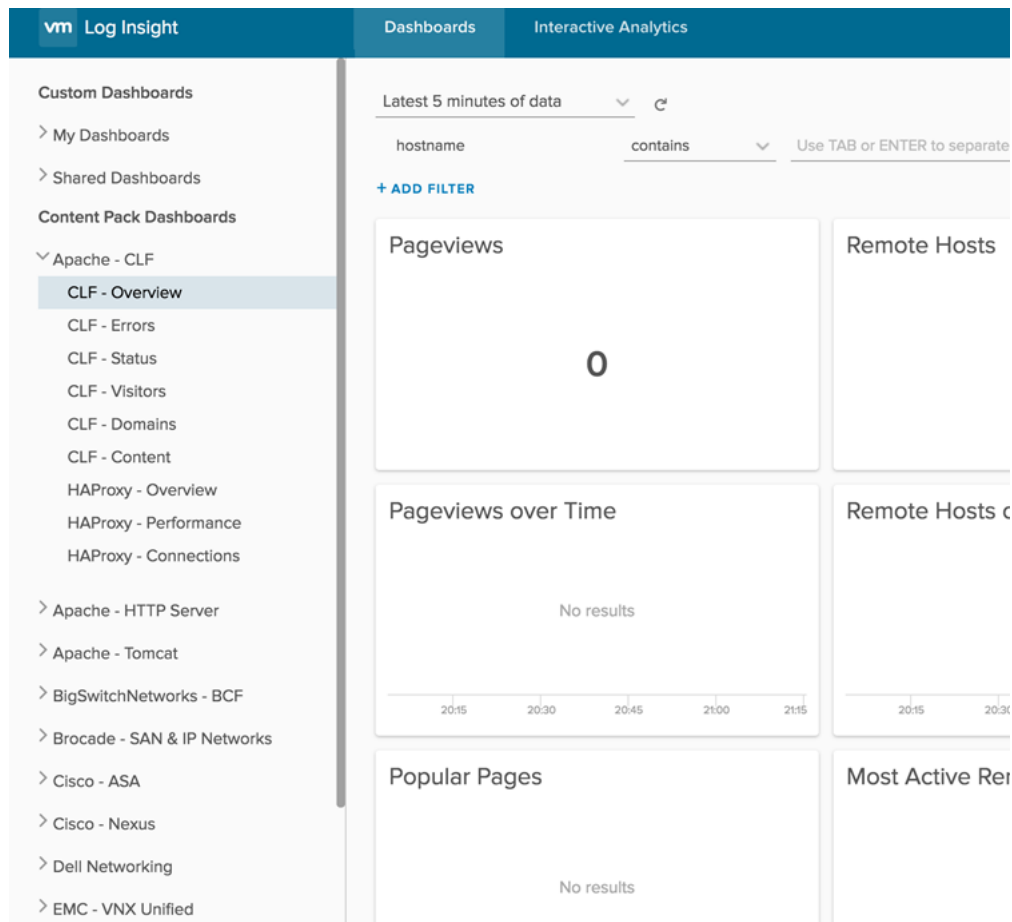 vm Log Insight
Dashboards
Interactive Analytics
Custom Dashboards
My Dashboards
Shared Dashboards
Content Pack Dashboards
Apache - CLF
CLF - Overview
CLF - Errors
CLF - Status
CLF - Visitors
CLF - Domains
CLF - Content
HAProxy - Overview
HAProxy - Performance
HAProxy - Connections
Apache - HTTP Server
Apache - Tomcat
BigSwitchNetworks - BCF
Brocade - SAN & IP Networks
Cisco - ASA
Cisco - Nexus
Dell Networking
EMC - VNX Unified
Latest 5 minutes of data
hostname
contains
Use TAB or ENTER to separate
+ ADD FILTER
Pageviews
0
Remote Hosts
Pageviews over Time
No results
20:15 20:30 20:45 21:00 21:15
Remote Hosts
20:15 20:30
Popular Pages
No results
Most Active